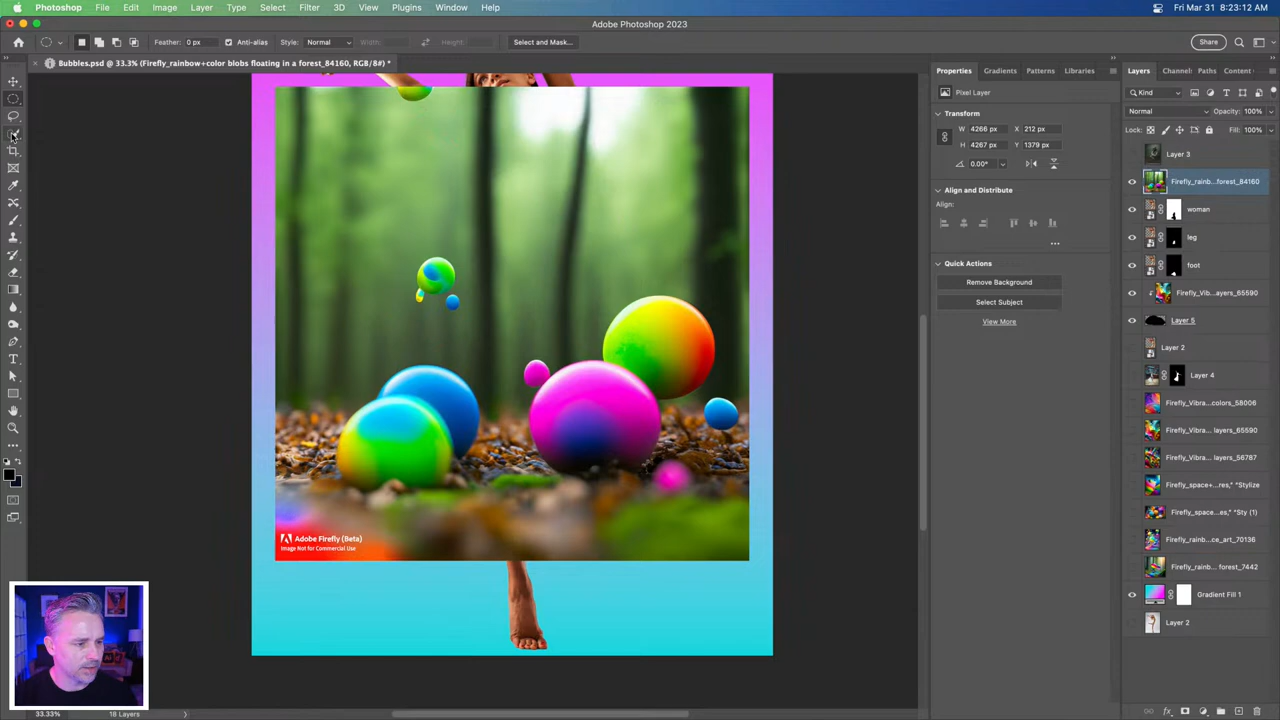 Photoshop File Edit Image Layer Type Select Filter 3D View Plugins Window Help Fri Mar 31 8:23:12 AM
Adobe Photoshop 2023
Feather: 0 px Anti-alias Style: Normal Width: Height: Select and Mask... Share
Bubbles.psd @ 33.3% (Firefly_rainbow+color blobs floating in a forest_84160, RGB/8#) *
Properties Gradients Patterns Libraries
Pixel Layer
Transform
W 4266 px X 212 px
H 4267 px Y 1379 px
0.00°
Align and Distribute
Align:
Quick Actions
Remove Background
Select Subject
View More
Layers Channel: Paths Content
Kind
Normal Opacity: 100%
Lock: Fill: 100%
Layer 3
Firefly_rainb...forest_84160
woman
leg
foot
Firefly_Vib...ayers_65590
Layer 5
Layer 2
Layer 4
Firefly_Vibra...colors_58006
Firefly_Vibra... layers_65590
Firefly_Vibra... layers_56787
Firefly_space+...res," "Stylize
Firefly_space...es," "Sty (1)
Firefly_rainb...ce_art_70136
Firefly_rainb... forest_7442
Gradient Fill 1
Layer 2
Adobe Firefly (Beta)
Image Not for Commercial Use
33.33% 18 Layers